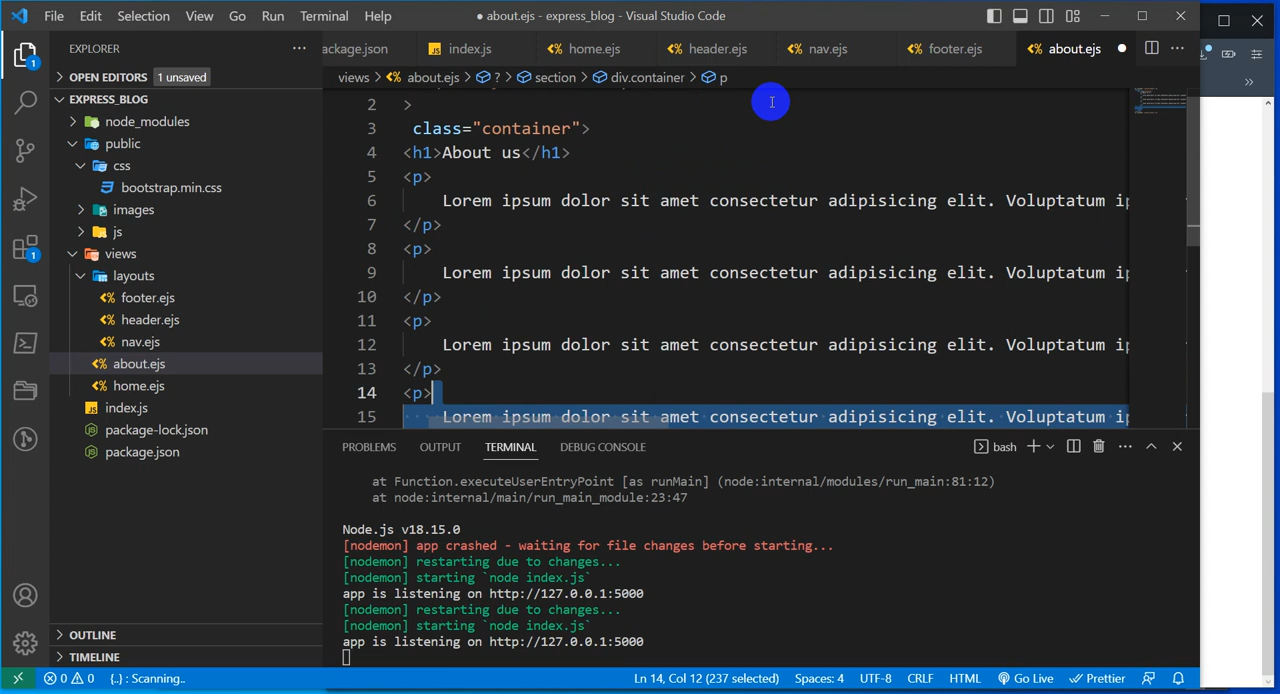 File Edit Selection View Go Run Terminal Help
● about.ejs - express_blog - Visual Studio Code
EXPLORER
OPEN EDITORS 1 unsaved
EXPRESS_BLOG
node_modules
public
css
bootstrap.min.css
images
js
views
layouts
footer.ejs
header.ejs
nav.ejs
about.ejs
home.ejs
index.js
package-lock.json
package.json
OUTLINE
TIMELINE
ackage.json index.js home.ejs header.ejs nav.ejs footer.ejs about.ejs
views > about.ejs > ? > section > div.container > p
2 >
3 class="container">
4 <h1>About us</h1>
5 <p>
6 Lorem ipsum dolor sit amet consectetur adipisicing elit. Voluptatum ip
7 </p>
8 <p>
9 Lorem ipsum dolor sit amet consectetur adipisicing elit. Voluptatum ip
10 </p>
11 <p>
12 Lorem ipsum dolor sit amet consectetur adipisicing elit. Voluptatum ip
13 </p>
14 <p>
15 Lorem ipsum dolor sit amet consectetur adipisicing elit. Voluptatum ip
PROBLEMS OUTPUT TERMINAL DEBUG CONSOLE bash
at Function.executeUserEntryPoint [as runMain] (node:internal/modules/run_main:81:12)
at node:internal/main/run_main_module:23:47
Node.js v18.15.0
[nodemon] app crashed - waiting for file changes before starting...
[nodemon] restarting due to changes...
[nodemon] starting `node index.js`
app is listening on http://127.0.0.1:5000
[nodemon] restarting due to changes...
[nodemon] starting `node index.js`
app is listening on http://127.0.0.1:5000
0 0 {..} : Scanning.. Ln 14, Col 12 (237 selected) Spaces: 4 UTF-8 CRLF HTML Go Live Prettier